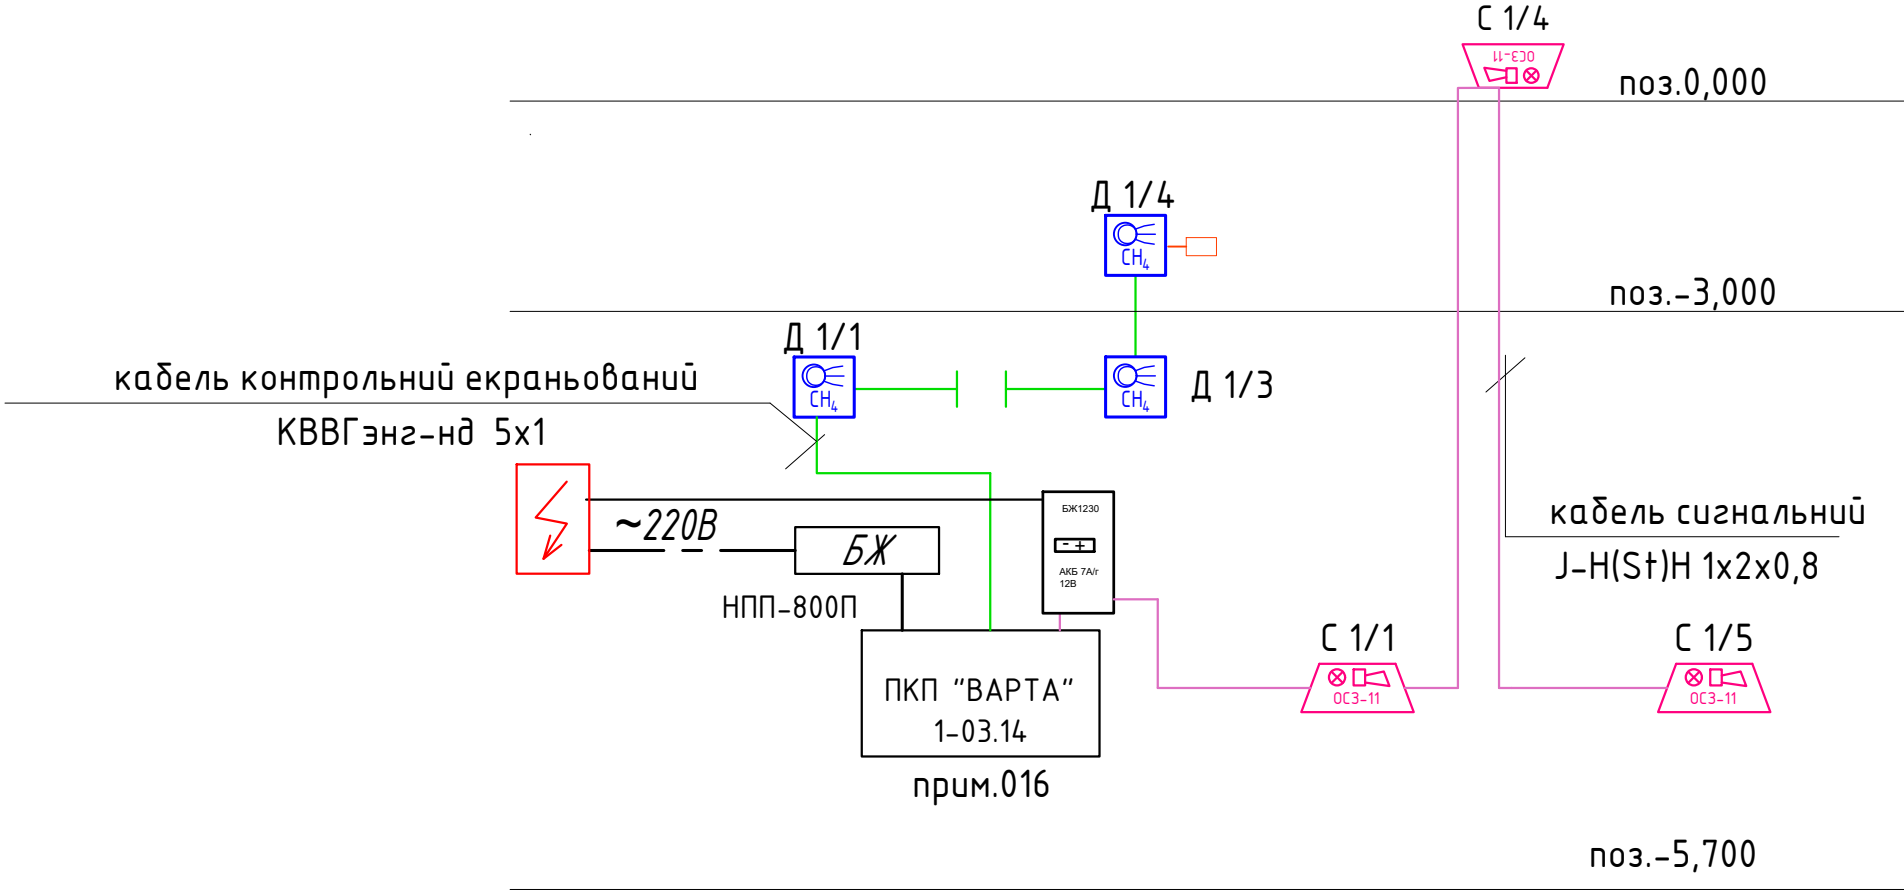 С 1/4
ОСЗ-11
поз.0,000
Д 1/4
CH₄
поз.-3,000
Д 1/1
CH₄
CH₄
Д 1/3
кабель контрольний екраньований
КВВГэнг-нд 5х1
~220В
БЖ
НПП-800П
БЖ1230
- +
АКБ 7А/г
12В
кабель сигнальний
J-H(St)H 1x2x0,8
С 1/1
ОСЗ-11
С 1/5
ОСЗ-11
ПКП "ВАРТА"
1-03.14
прим.016
поз.-5,700